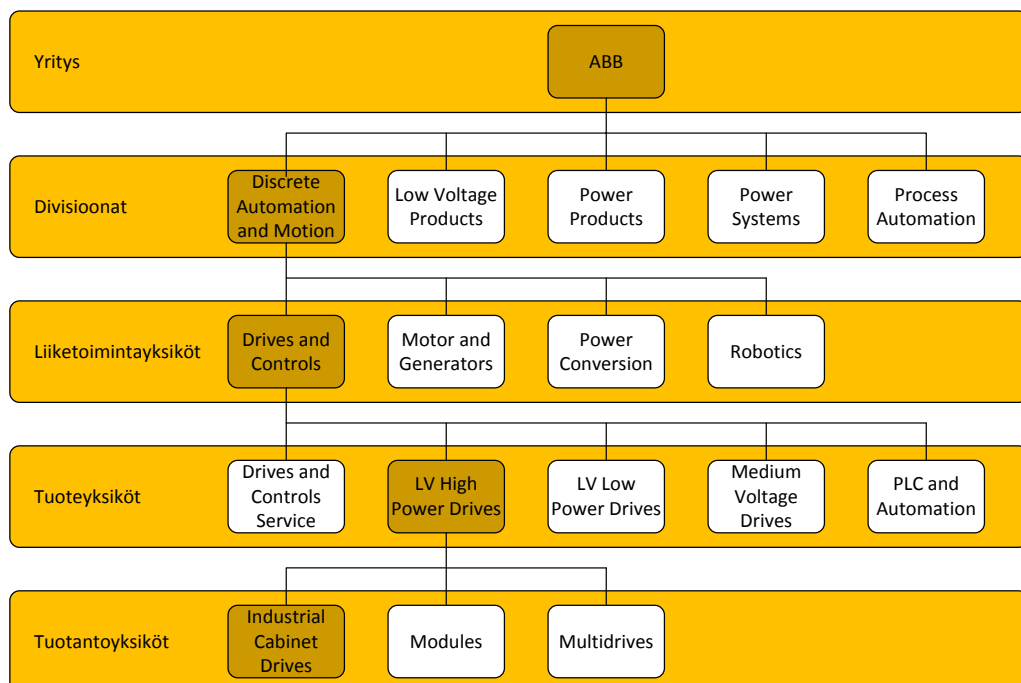 Yritys
ABB
Divisioonat
Discrete
Automation
and Motion
Low Voltage
Products
Power
Products
Power
Systems
Process
Automation
Liiketoimintayksiköt
Drives and
Controls
Motor and
Generators
Power
Conversion
Robotics
Tuoteyksiköt
Drives and
Controls
Service
LV High
Power Drives
LV Low
Power Drives
Medium
Voltage
Drives
PLC and
Automation
Tuotantoyksiköt
Industrial
Cabinet
Drives
Modules
Multidrives